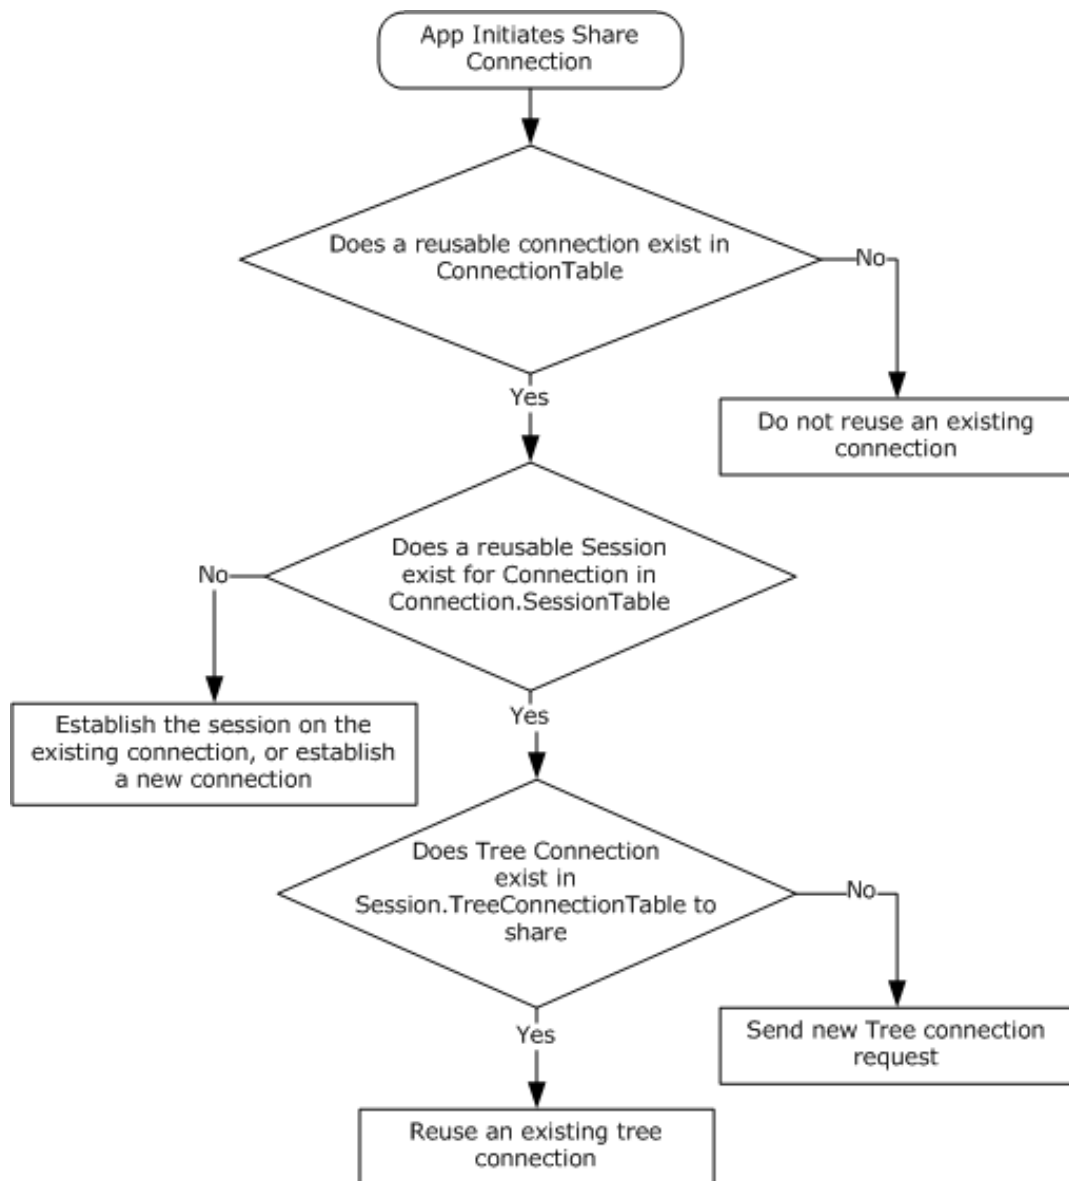 App Initiates Share
Connection
Does a reusable connection exist in
ConnectionTable
No
Yes
Do not reuse an existing
connection
Does a reusable Session
exist for Connection in
Connection.SessionTable
No
Yes
Establish the session on the
existing connection, or establish
a new connection
Does Tree Connection
exist in
Session.TreeConnectionTable to
share
No
Yes
Send new Tree connection
request
Reuse an existing tree
connection